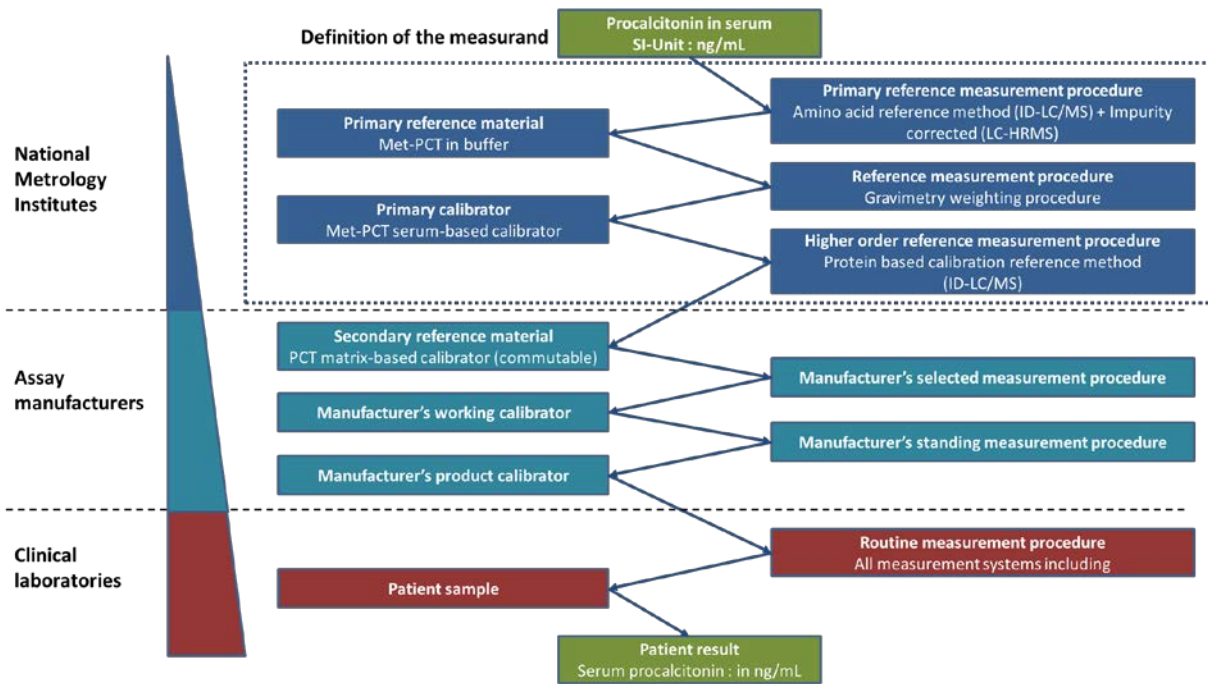 Definition of the measurand
Procalcitonin in serum
SI-Unit : ng/mL
National
Metrology
Institutes
Primary reference measurement procedure
Amino acid reference method (ID-LC/MS) + Impurity
corrected (LC-HRMS)
Primary reference material
Met-PCT in buffer
Reference measurement procedure
Gravimetry weighting procedure
Primary calibrator
Met-PCT serum-based calibrator
Higher order reference measurement procedure
Protein based calibration reference method
(ID-LC/MS)
Assay
manufacturers
Secondary reference material
PCT matrix-based calibrator (commutable)
Manufacturer's selected measurement procedure
Manufacturer's working calibrator
Manufacturer's standing measurement procedure
Manufacturer's product calibrator
Clinical
laboratories
Routine measurement procedure
All measurement systems including
Patient sample
Patient result
Serum procalcitonin : in ng/mL